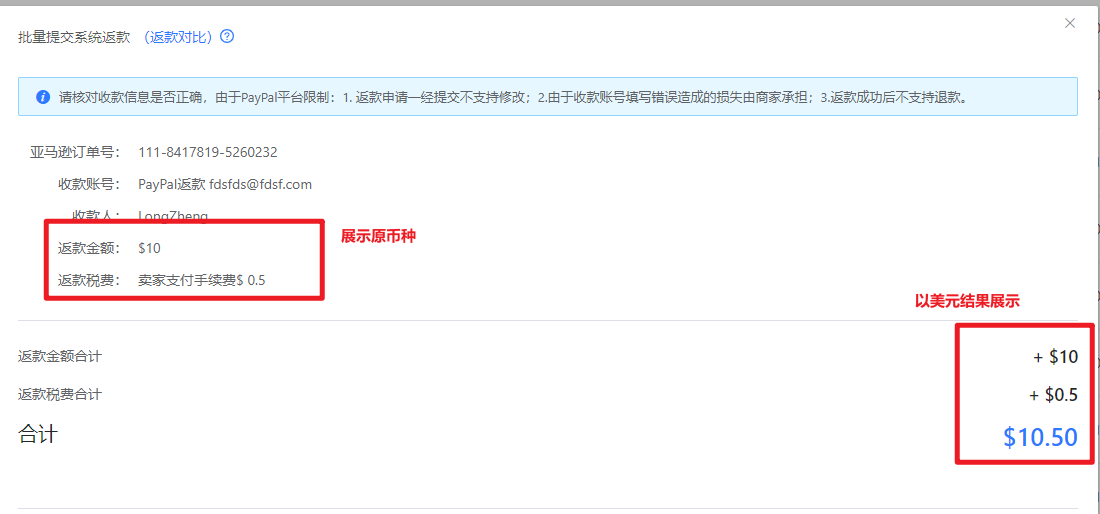 批量提交系统返款 （返款对比）
请核对收款信息是否正确，由于PayPal平台限制：1. 返款申请一经提交不支持修改；2.由于收款账号填写错误造成的损失由商家承担；3.返款成功后不支持退款。
亚马逊订单号： 111-8417819-5260232
收款账号： PayPal返款 fdsfds@fdsf.com
收款人： LongZheng
返款金额： $10
展示原币种
返款税费： 卖家支付手续费$ 0.5
以美元结果展示
返款金额合计 + $10
返款税费合计 + $0.5
合计 $10.50